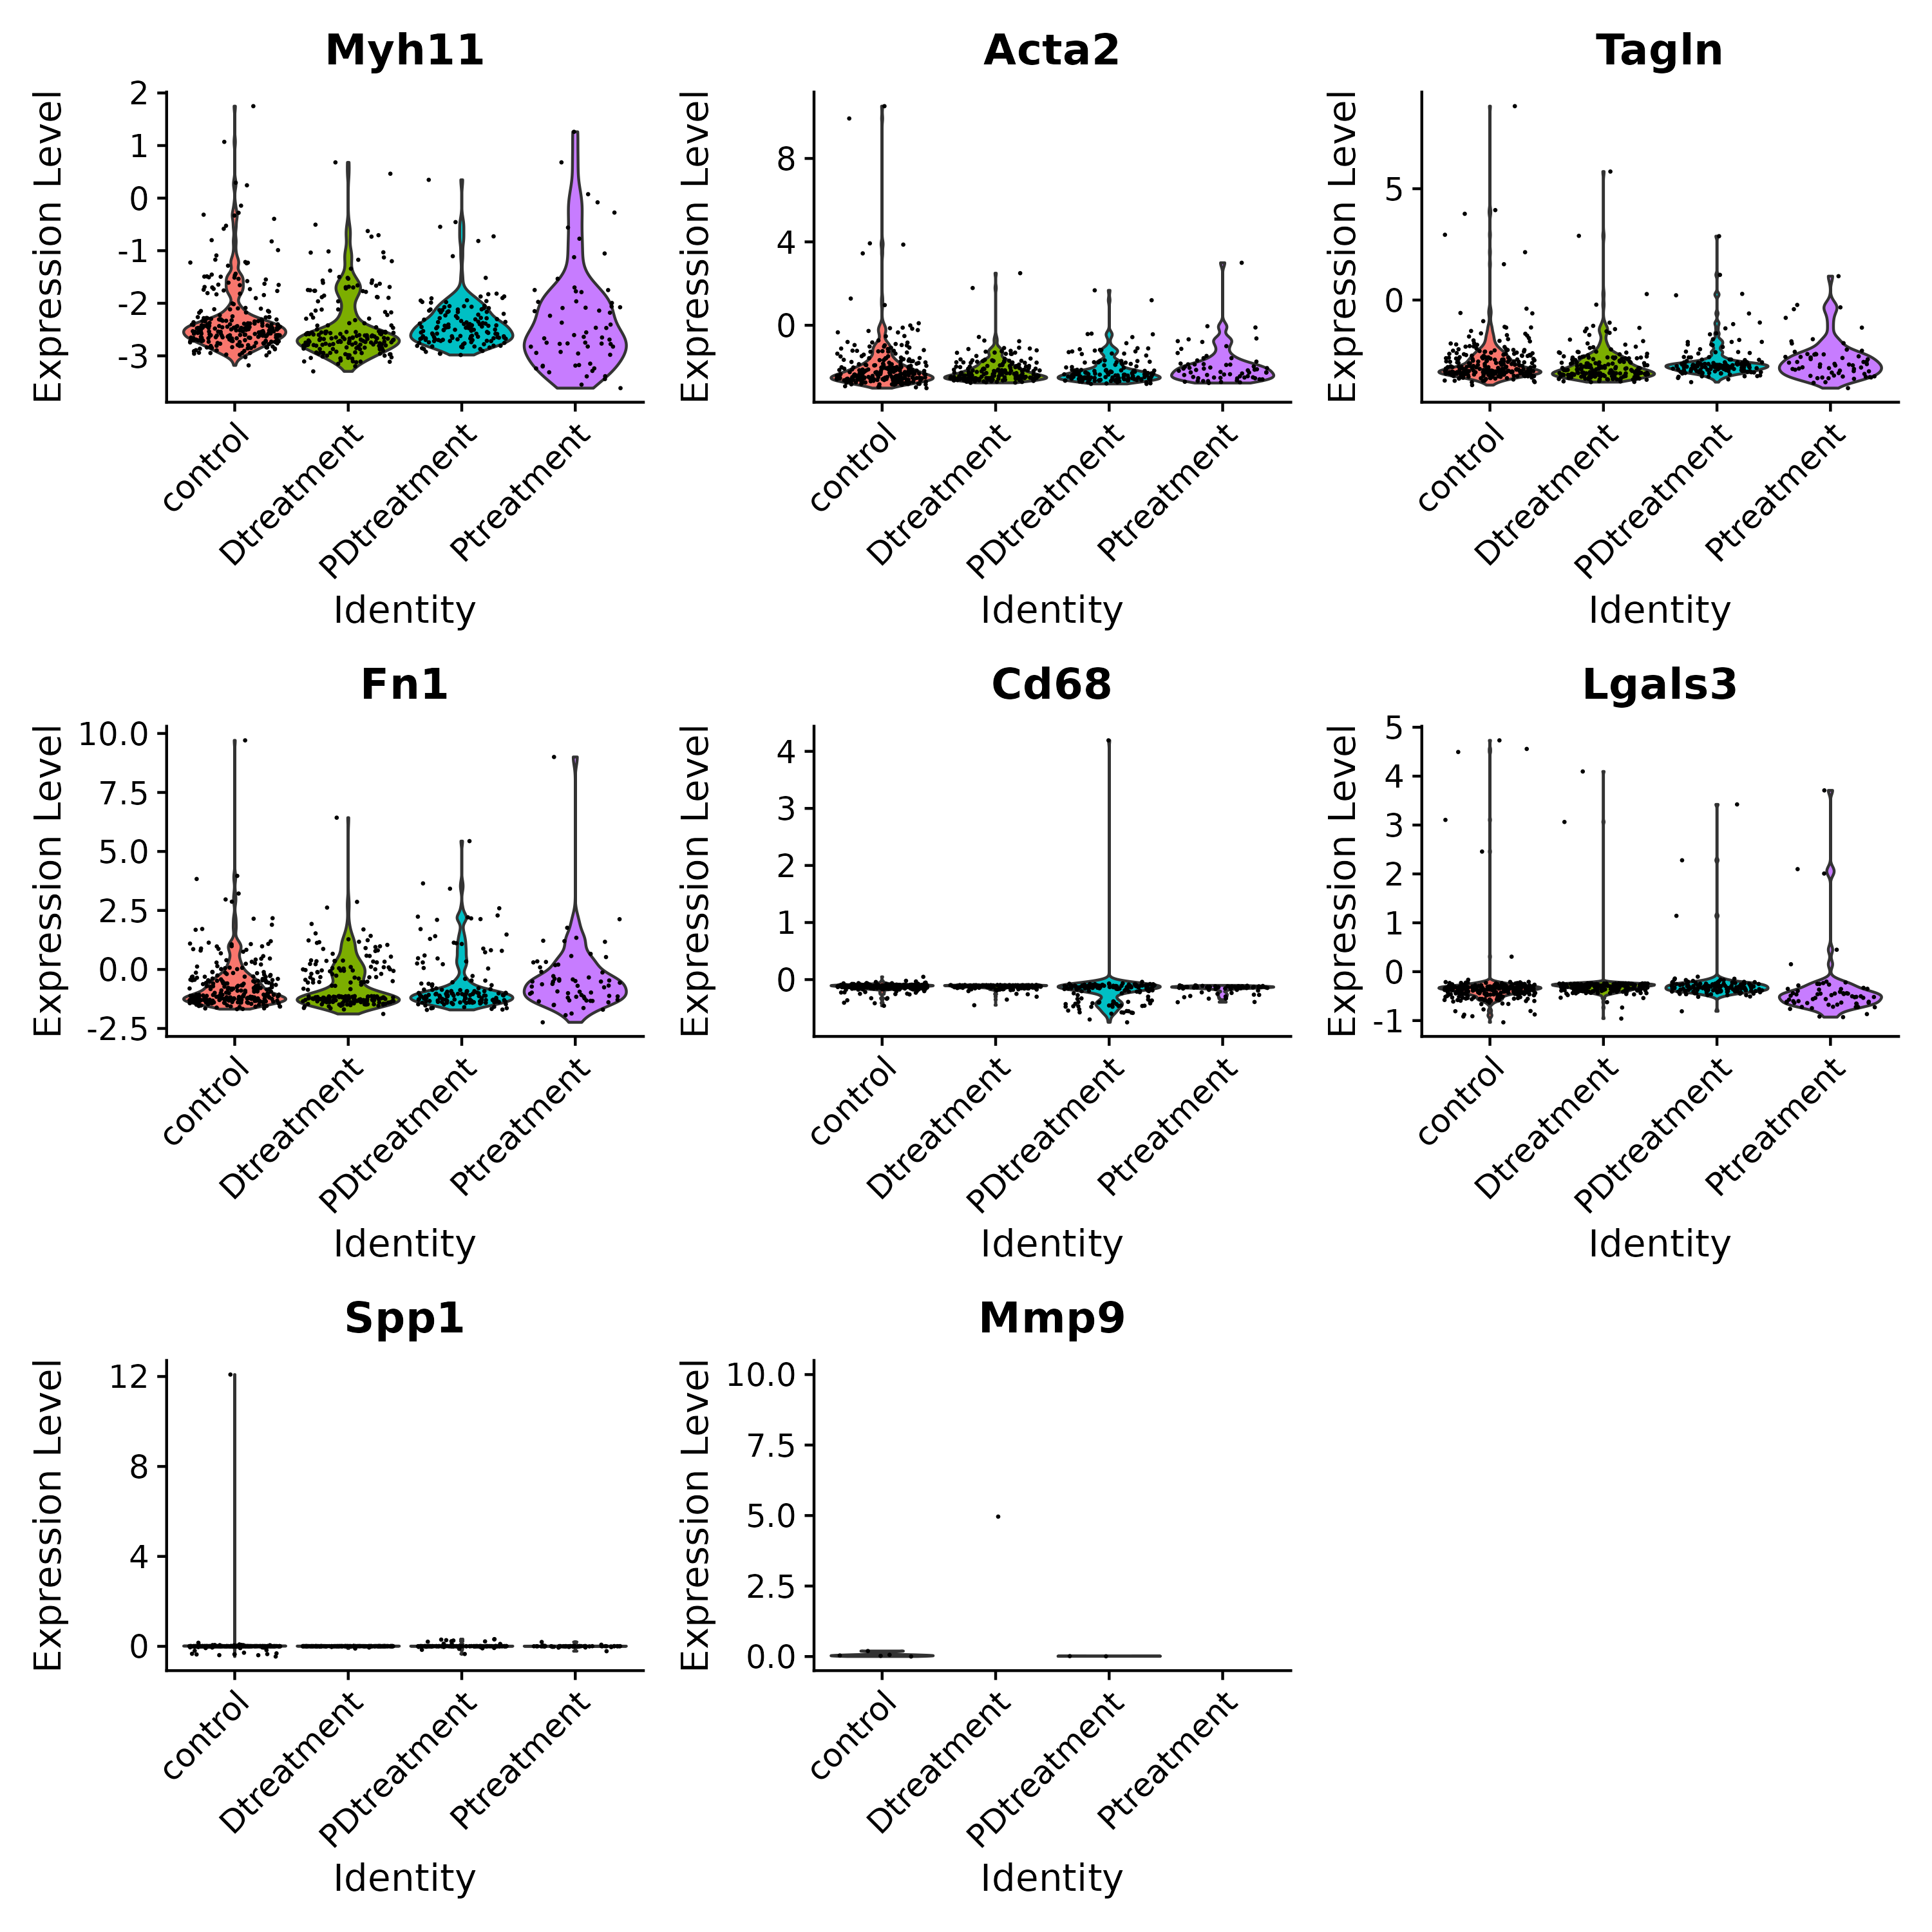 Myh11
Acta2
Tagln
Expression Level
2
1
0
-1
-2
-3
control
Dtreatment
PDtreatment
Ptreatment
Identity
Expression Level
8
4
0
control
Dtreatment
PDtreatment
Ptreatment
Identity
Expression Level
5
0
control
Dtreatment
PDtreatment
Ptreatment
Identity
Fn1
Cd68
Lgals3
Expression Level
10.0
7.5
5.0
2.5
0.0
-2.5
control
Dtreatment
PDtreatment
Ptreatment
Identity
Expression Level
4
3
2
1
0
control
Dtreatment
PDtreatment
Ptreatment
Identity
Expression Level
5
4
3
2
1
0
-1
control
Dtreatment
PDtreatment
Ptreatment
Identity
Spp1
Mmp9
Expression Level
12
8
4
0
control
Dtreatment
PDtreatment
Ptreatment
Identity
Expression Level
10.0
7.5
5.0
2.5
0.0
control
Dtreatment
PDtreatment
Ptreatment
Identity